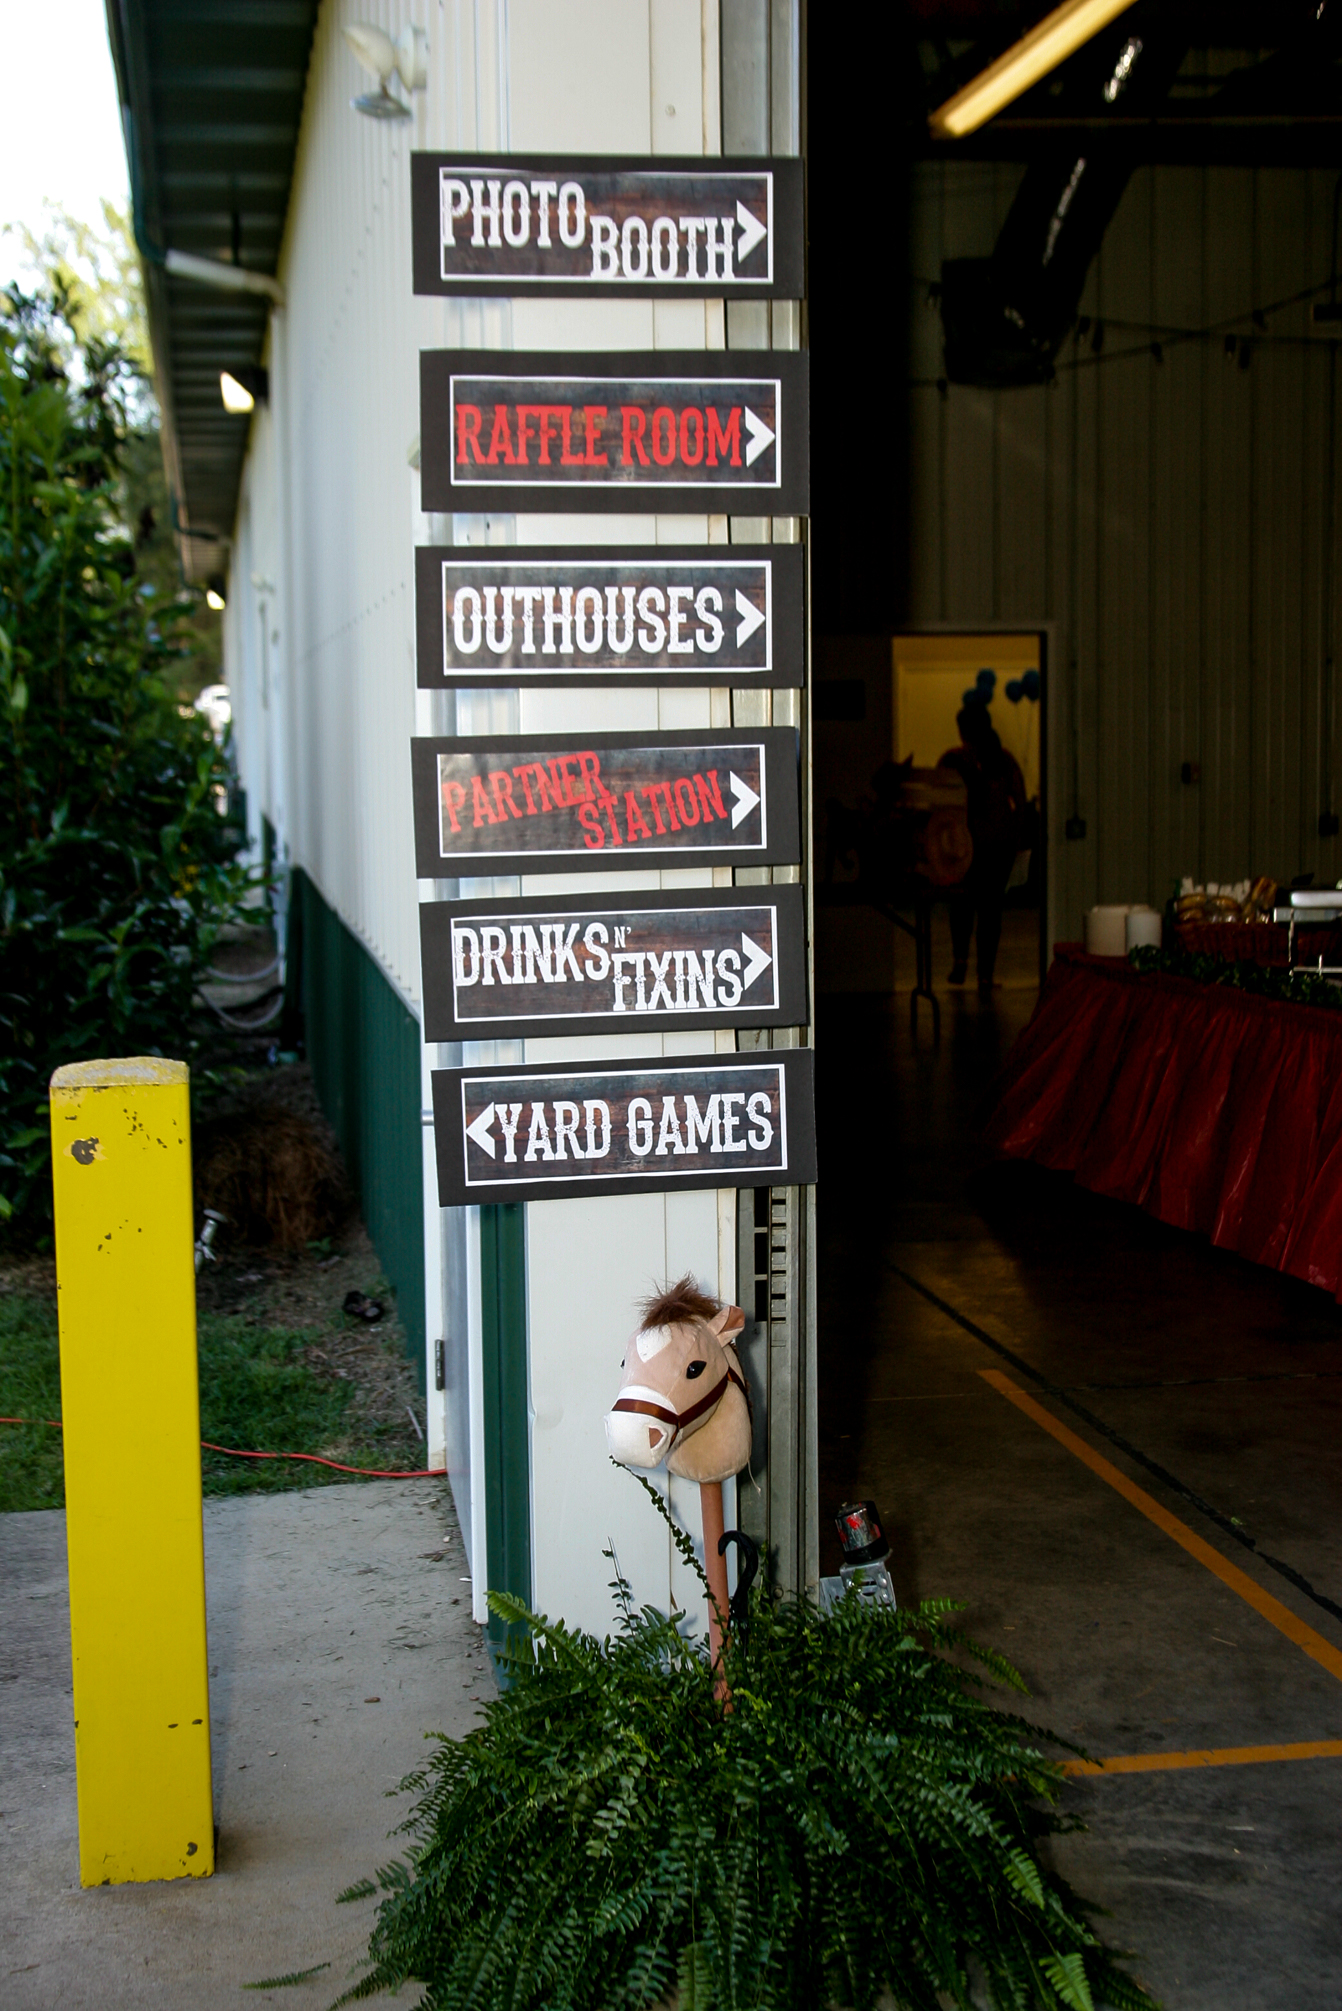 PHOTO
BOOTH >
RAFFLE ROOM >
OUTHOUSES >
PARTNER
STATION >
DRINKS N'
FIXINS >
< YARD GAMES